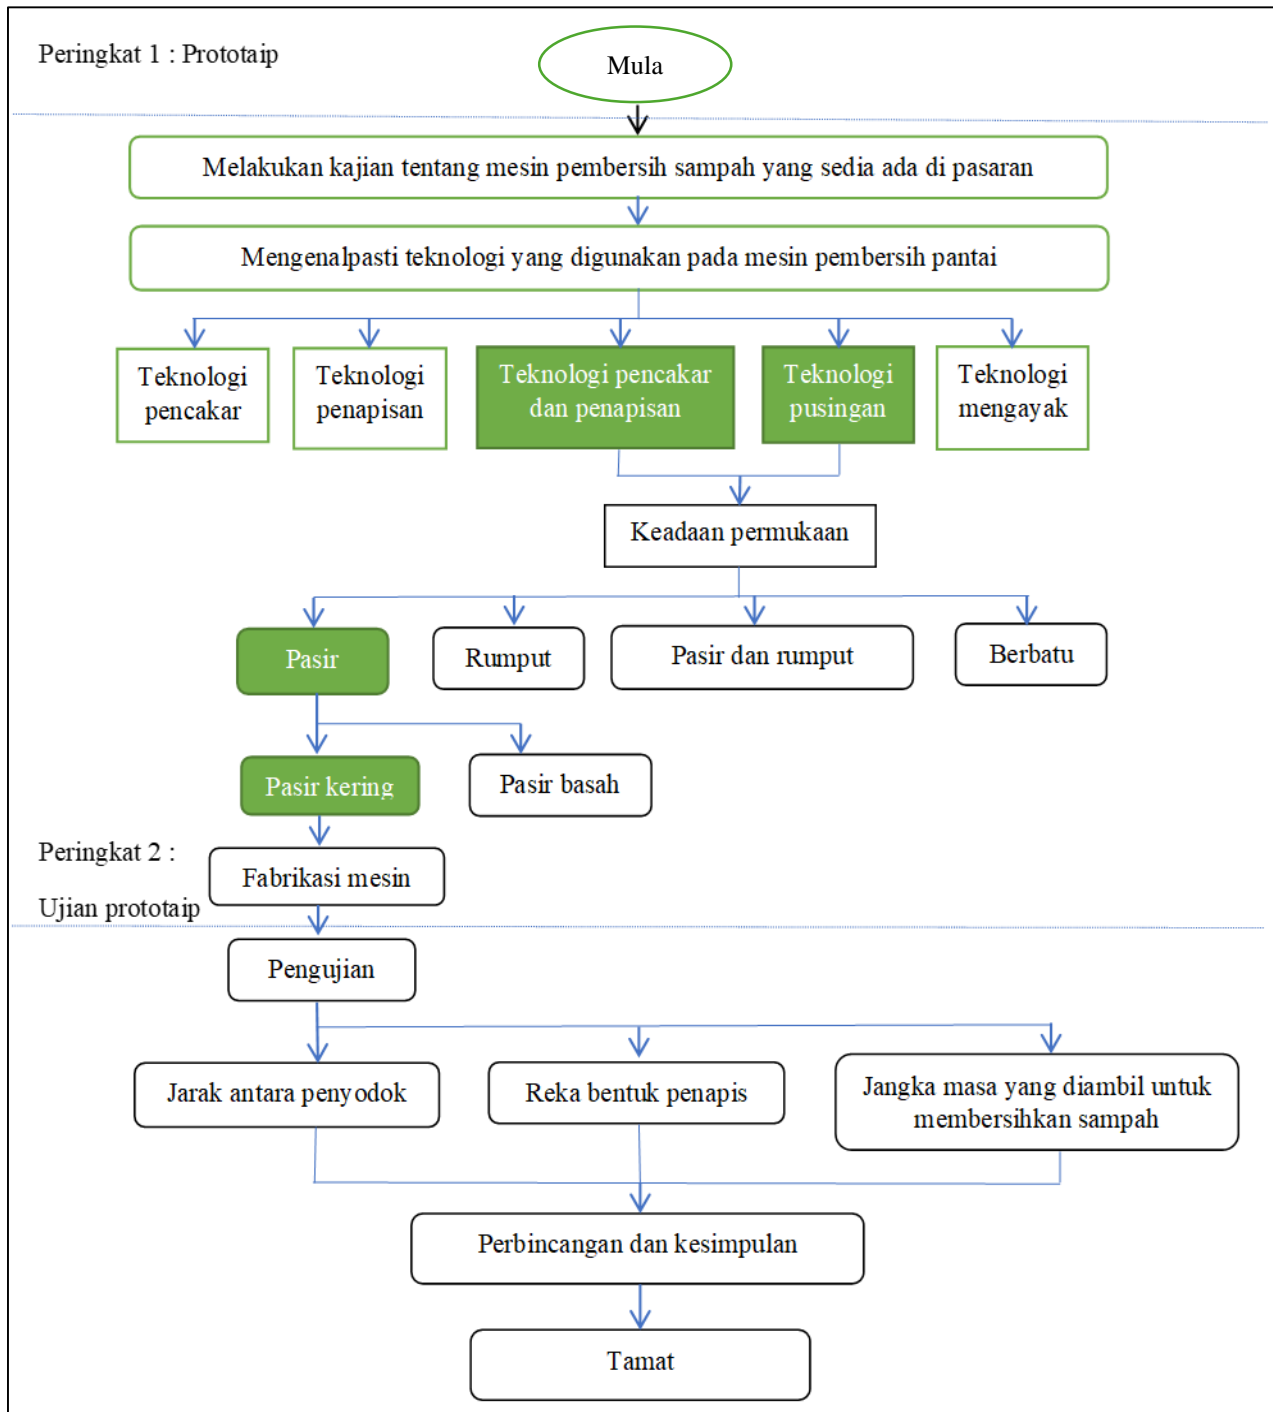 Peringkat 1 : Prototaip
Mula
Melakukan kajian tentang mesin pembersih sampah yang sedia ada di pasaran
Mengenalpasti teknologi yang digunakan pada mesin pembersih pantai
Teknologi
pencakar
Teknologi
penapisan
Teknologi pencakar
dan penapisan
Teknologi
pusingan
Teknologi
mengayak
Keadaan permukaan
Pasir
Rumput
Pasir dan rumput
Berbatu
Pasir kering
Pasir basah
Peringkat 2 :
Ujian prototaip
Fabrikasi mesin
Pengujian
Jarak antara penyodok
Reka bentuk penapis
Jangka masa yang diambil untuk
membersihkan sampah
Perbincangan dan kesimpulan
Tamat